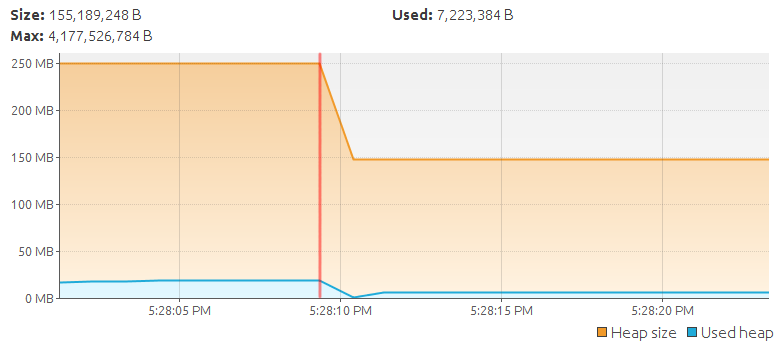 Size: 155,189,248 B
Used: 7,223,384 B
Max: 4,177,526,784 B
250 MB
200 MB
150 MB
100 MB
50 MB
0 MB
5:28:05 PM 5:28:10 PM 5:28:15 PM 5:28:20 PM
Heap size Used heap